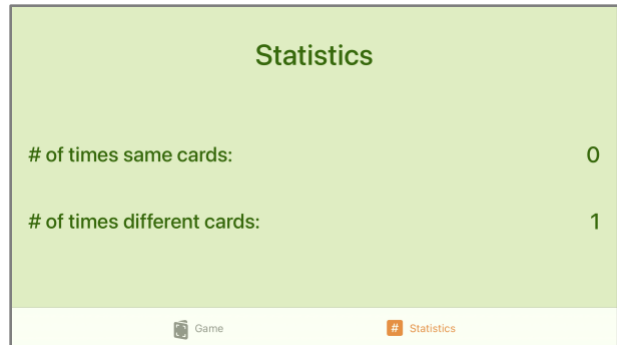 Statistics
# of times same cards: 0
# of times different cards: 1
Game # Statistics